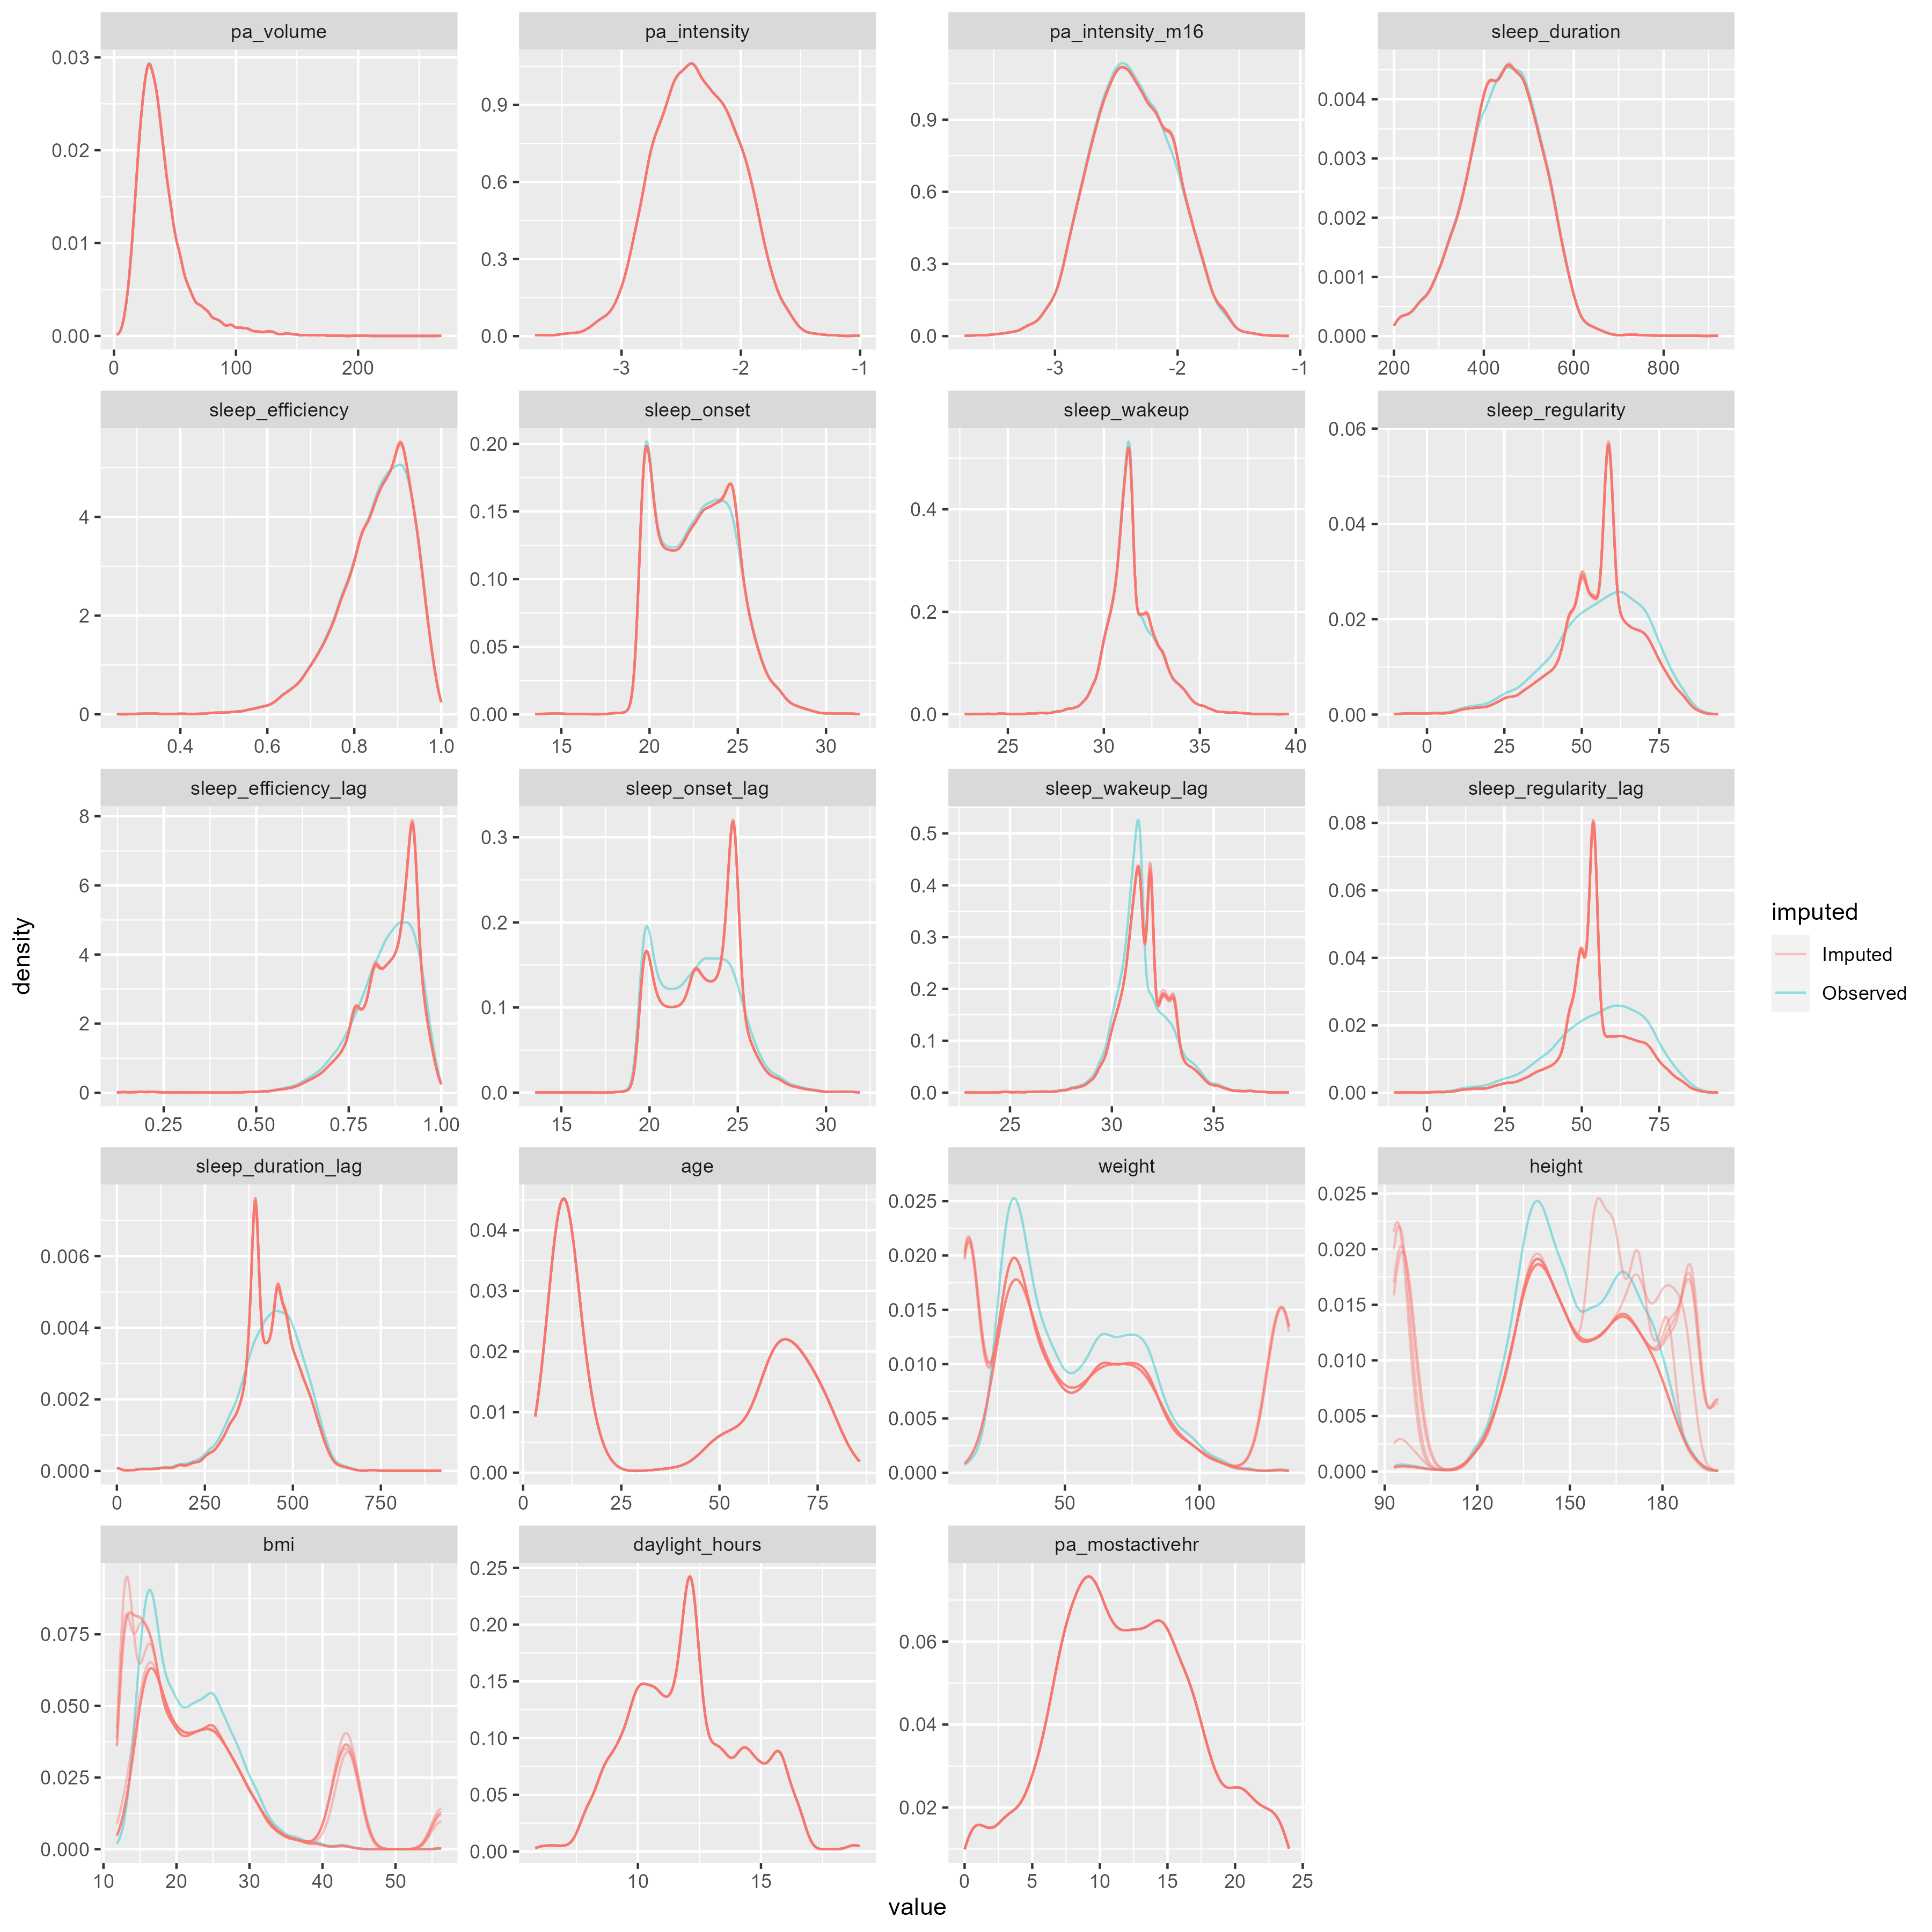 pa_volume
pa_intensity
pa_intensity_m16
sleep_duration
0.03
0.02
0.01
0.00
0 100 200
0.9
0.6
0.3
0.0
-3 -2 -1
0.9
0.6
0.3
0.0
-3 -2 -1
0.004
0.003
0.002
0.001
0.000
200 400 600 800
sleep_efficiency
sleep_onset
sleep_wakeup
sleep_regularity
4
2
0
0.4 0.6 0.8 1.0
0.20
0.15
0.10
0.05
0.00
15 20 25 30
0.4
0.2
0.0
25 30 35 40
0.06
0.04
0.02
0.00
0 25 50 75
sleep_efficiency_lag
sleep_onset_lag
sleep_wakeup_lag
sleep_regularity_lag
8
6
4
2
0
0.25 0.50 0.75 1.00
0.3
0.2
0.1
0.0
15 20 25 30
0.5
0.4
0.3
0.2
0.1
0.0
25 30 35
0.08
0.06
0.04
0.02
0.00
0 25 50 75
sleep_duration_lag
age
weight
height
0.006
0.004
0.002
0.000
0 250 500 750
0.04
0.03
0.02
0.01
0.00
0 25 50 75
0.025
0.020
0.015
0.010
0.005
0.000
50 100
0.025
0.020
0.015
0.010
0.005
0.000
90 120 150 180
bmi
daylight_hours
pa_mostactivehr
0.075
0.050
0.025
0.000
10 20 30 40 50
0.25
0.20
0.15
0.10
0.05
0.00
10 15
0.06
0.04
0.02
0 5 10 15 20 25
density
value
imputed
Imputed
Observed